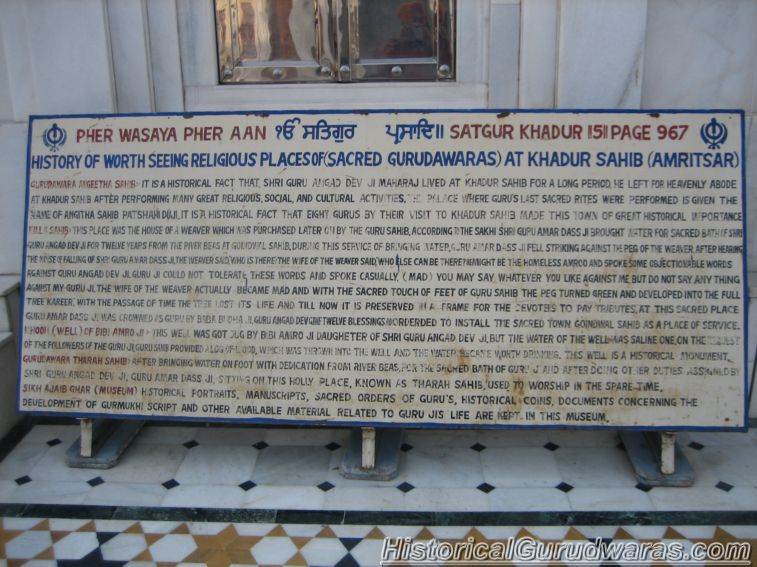 PHER WASAYA PHER AAN ੴ ਸਤਿਗੁਰ ਪ੍ਰਸਾਦਿ॥ SATGUR KHADUR ||5|| PAGE 967
HISTORY OF WORTH SEEING RELIGIOUS PLACES OF (SACRED GURUDAWARAS) AT KHADUR SAHIB (AMRITSAR)
GURUDAWARA ANGEETHA SAHIB:- IT IS A HISTORICAL FACT THAT, SHRI GURU ANGAD DEV JI MAHARAJ LIVED AT KHADUR SAHIB FOR A LONG PERIOD, HE LEFT FOR HEAVENLY ABODE
AT KHADUR SAHIB AFTER PERFORMING MANY GREAT RELIGIOUS, SOCIAL, AND CULTURAL ACTIVITIES, THE PALACE WHERE GURU'S LAST SACRED RITES WERE PERFORMED IS GIVEN THE
NAME OF ANGITHA SAHIB PATSHAHI DUJI, IT IS A HISTORICAL FACT THAT EIGHT GURUS BY THEIR VISIT TO KHADUR SAHIB MADE THIS TOWN OF GREAT HISTORICAL IMPORTANCE
KILLA SAHIB:- THIS PLACE WAS THE HOUSE OF A WEAVER WHICH WAS PURCHASED LATER ON BY THE GURU SAHIB, ACCORDING TO THE SAKHI SHRI GURU AMAR DASS JI BROUGHT WATER FOR SACRED BATH OF SHRI
GURU ANGAD DEV JI FOR TWELVE YEARS FROM THE RIVER BEAS AT GOINDWAL SAHIB, DURING THIS SERVICE OF BRINGING WATER, GURU AMAR DASS JI FELL STRIKING AGAINST THE PEG OF THE WEAVER AFTER HEARING
THE NOISE OF FALLING OF SHRI GURU AMAR DASS JI, THE WEAVER SAID, WHO IS THERE? THE WIFE OF THE WEAVER SAID, WHO ELSE CAN BE THERE? MIGHT BE THE HOMELESS AMROO AND SPOKE SOME OBJECTIONABLE WORDS
AGAINST GURU ANGAD DEV JI. GURU JI COULD NOT TOLERATE THESE WORDS AND SPOKE CASUALLY, (MAD) YOU MAY SAY, WHATEVER YOU LIKE AGAINST ME BUT DO NOT SAY ANY THING
AGAINST MY GURU JI, THE WIFE OF THE WEAVER ACTUALLY BECAME MAD AND WITH THE SACRED TOUCH OF FEET OF GURU SAHIB THE PEG TURNED GREEN AND DEVELOPED INTO THE FULL
TREE KAREER, WITH THE PASSAGE OF TIME THE TREE LOST ITS LIFE AND TILL NOW IT IS PRESERVED IN A FRAME FOR THE DEVOTEES TO PAY TRIBUTES, AT THIS SACRED PLACE
GURU AMAR DASS JI WAS CROWNED AS GURU BY BABA BUDHA JI, GURU ANGAD DEV GAVE TWELVE BLESSINGS ORDERDED TO INSTALL THE SACRED TOWN GOINDWAL SAHIB AS A PLACE OF SERVICE.
KHOOH (WELL) OF BIBI AMRO JI:- THIS WELL WAS GOT DUG BY BIBI AMRO JI DAUGHETER OF SHRI GURU ANGAD DEV JI, BUT THE WATER OF THE WELL WAS SALINE ONE, ON THE REQUEST
OF THE FOLLOWERS OF THE GURU JI, GURU SAHIB PROVIDED A LOG OF WOOD, WHICH WAS THROWN INTO THE WELL AND THE WATER BECAME WORTH DRINKING. THIS WELL IS A HISTORICAL MONUMENT,
GURUDAWARA THARAH SAHIB:- AFTER BRINGING WATER ON FOOT WITH DEDICATION FROM RIVER BEAS, FOR THE SACRED BATH OF GURU JI AND AFTER DOING OTHER DUTIES ASSIGNED BY
SHRI GURU ANGAD DEV JI, GURU AMAR DASS JI, SITTING ON THIS HOLY PLACE, KNOWN AS THARAH SAHIB, USED TO WORSHIP IN THE SPARE TIME,
SIKH AJAIB GHAR (MUSEUM) HISTORICAL PORTRAITS, MANUSCRIPTS, SACRED ORDERS OF GURU'S, HISTORICAL COINS, DOCUMENTS CONCERNING THE
DEUELOPMENT OF GURMUKHI SCRIPT AND OTHER AVAILABLE MATERIAL RELATED TO GURU JIS LIFE ARE KEPT IN THIS MUSEUM.
www.HistoricalGurudwaras.com